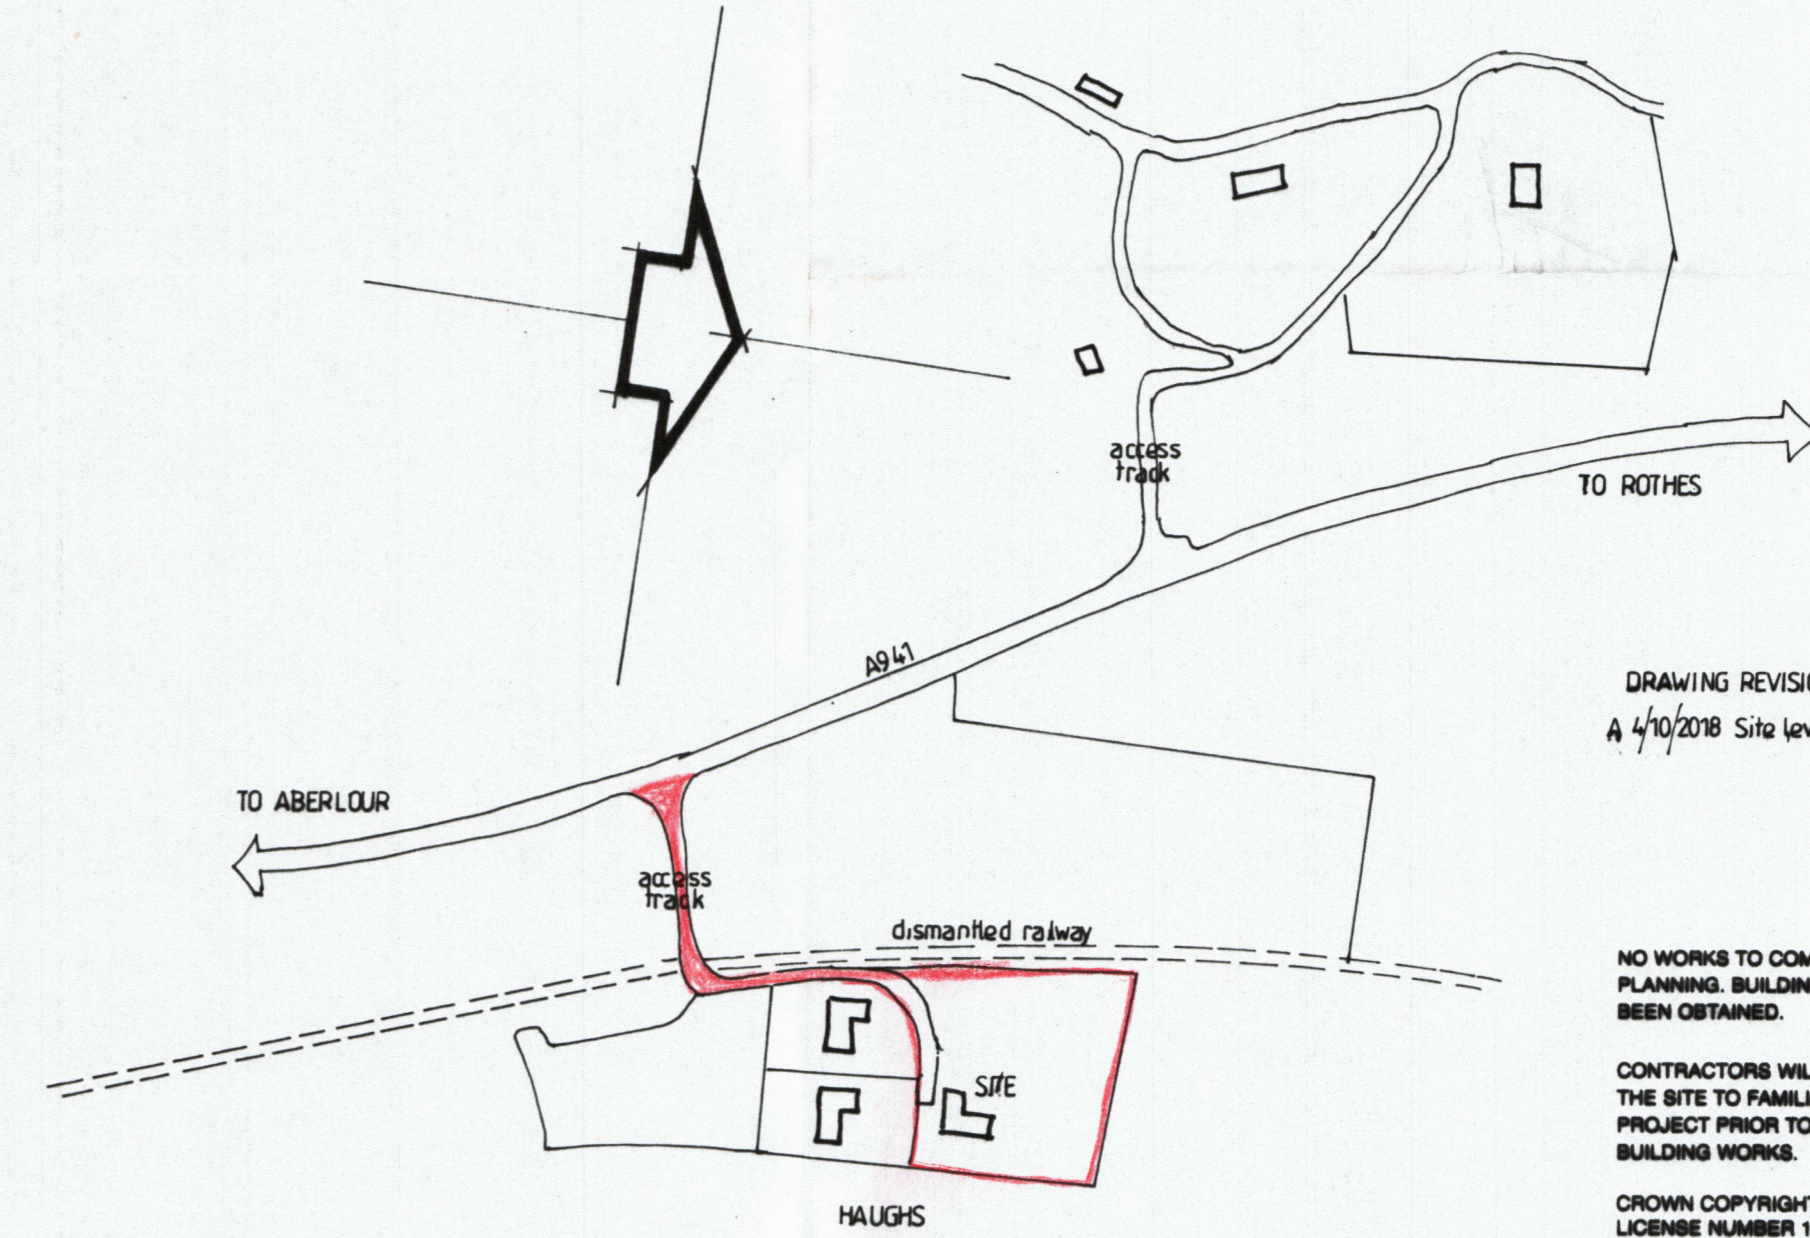 access
track
TO ROTHES
A941
DRAWING REVISI
A 4/10/2018 Site
TO ABERLOUR
access
track
dismantled railway
NO WORKS TO COM
PLANNING. BUILDIN
BEEN OBTAINED.
SITE
CONTRACTORS WIL
THE SITE TO FAMILI
PROJECT PRIOR TO
BUILDING WORKS.
HAUGHS
CROWN COPYRIGHT
LICENSE NUMBER 1